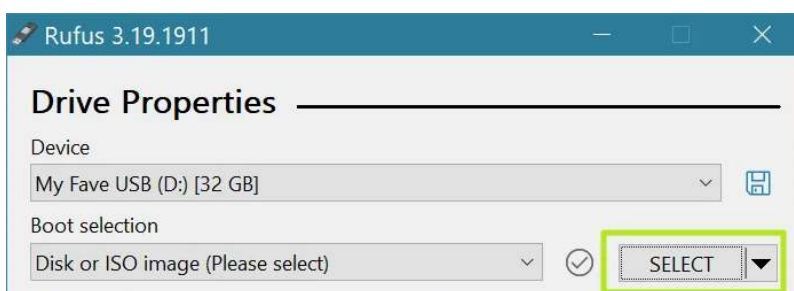 Rufus 3.19.1911
Drive Properties
Device
My Fave USB (D:) [32 GB]
Boot selection
Disk or ISO image (Please select)
SELECT